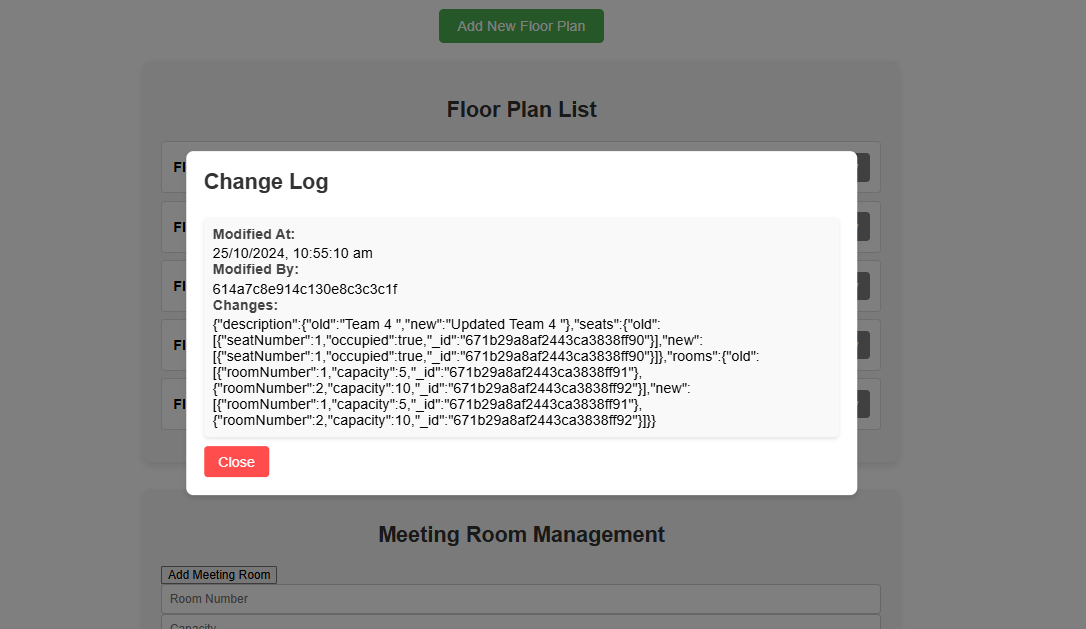 Add New Floor Plan
Floor Plan List
Fl
Change Log
Modified At:
Fl
25/10/2024, 10:55:10 am
Modified By:
Fl
614a7c8e914c130e8c3c3c1f
Changes:
{"description":{"old":"Team 4 ","new":"Updated Team 4 "},"seats":{"old":
[{"seatNumber":1,"occupied":true,"_id":"671b29a8af2443ca3838ff90"}],"new":
Fl
[{"seatNumber":1,"occupied":true,"_id":"671b29a8af2443ca3838ff90"}]},"rooms":{"old":
[{"roomNumber":1,"capacity":5,"_id":"671b29a8af2443ca3838ff91"},
{"roomNumber":2,"capacity":10,"_id":"671b29a8af2443ca3838ff92"}],"new":
[{"roomNumber":1,"capacity":5,"_id":"671b29a8af2443ca3838ff91"},
Fl
{"roomNumber":2,"capacity":10,"_id":"671b29a8af2443ca3838ff92"}]}}
Close
Meeting Room Management
Add Meeting Room
Room Number
Capacity